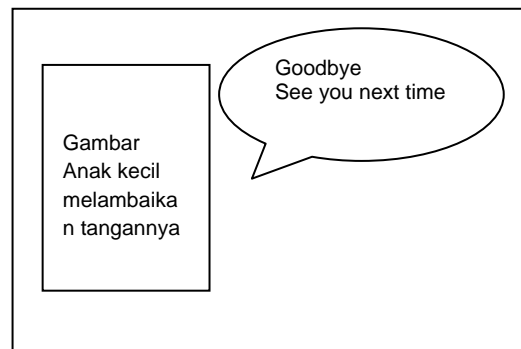 Goodbye
See you next time
Gambar
Anak kecil
melambaika
n tangannya